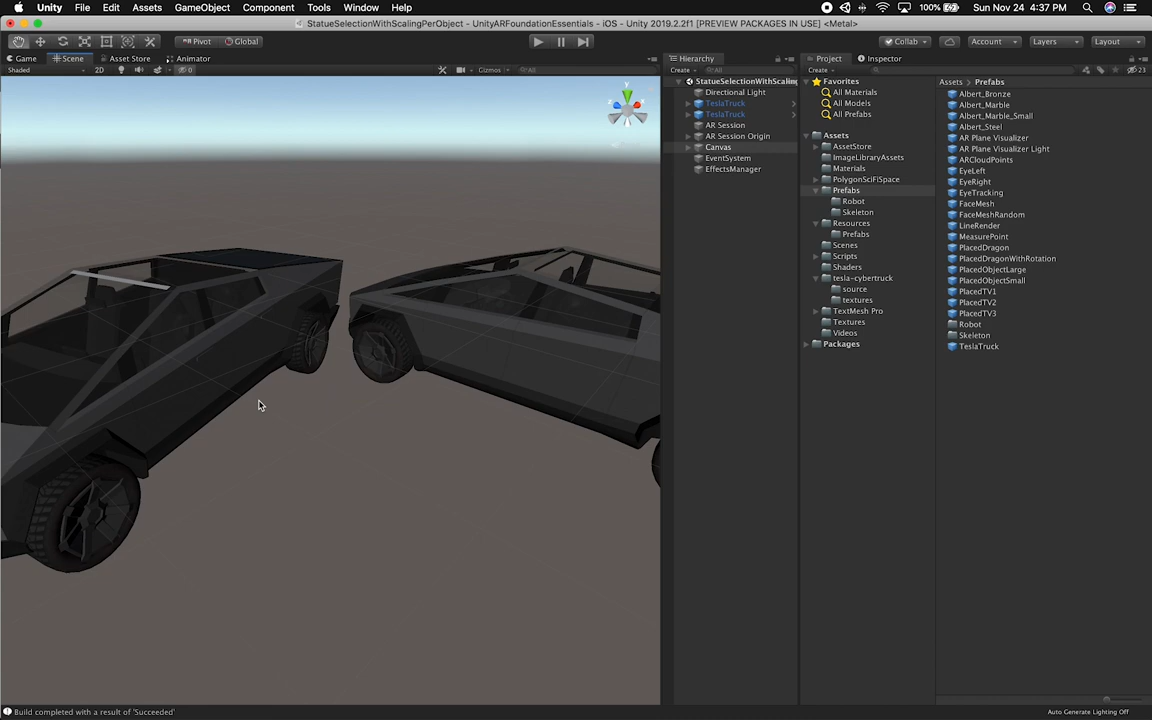 Unity File Edit Assets GameObject Component Tools Window Help 100% Sun Nov 24 4:37 PM
StatueSelectionWithScalingPerObject - UnityARFoundationEssentials - iOS - Unity 2019.2.2f1 [PREVIEW PACKAGES IN USE] <Metal>
Pivot Global Collab Account Layers Layout
Game Scene Asset Store Animator
Shaded 2D 0 Gizmos All
y
x
Hierarchy
Create All
StatueSelectionWithScaling
Directional Light
TeslaTruck
TeslaTruck
AR Session
AR Session Origin
Canvas
EventSystem
EffectsManager
Project Inspector
Create 23
Favorites
All Materials
All Models
All Prefabs
Assets
AssetStore
ImageLibraryAssets
Materials
PolygonSciFiSpace
Prefabs
Robot
Skeleton
Resources
Prefabs
Scenes
Scripts
Shaders
tesla-cybertruck
source
textures
TextMesh Pro
Textures
Videos
Packages
Assets > Prefabs
Albert_Bronze
Albert_Marble
Albert_Marble_Small
Albert_Steel
AR Plane Visualizer
AR Plane Visualizer Light
ARCloudPoints
EyeLeft
EyeRight
EyeTracking
FaceMesh
FaceMeshRandom
LineRender
MeasurePoint
PlacedDragon
PlacedDragonWithRotation
PlacedObjectLarge
PlacedObjectSmall
PlacedTV1
PlacedTV2
PlacedTV3
Robot
Skeleton
TeslaTruck
Build completed with a result of 'Succeeded'
Auto Generate Lighting Off